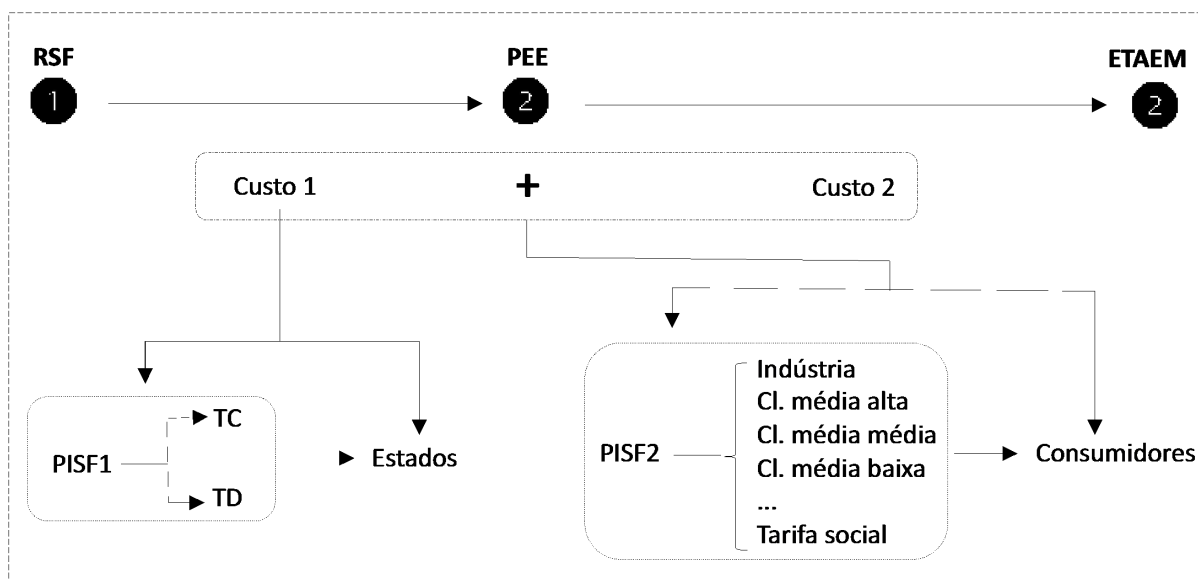 RSF PEE ETAEM
1 2 2
Custo 1 + Custo 2
Indústria
TC Cl. média alta
PISF1 Estados PISF2 Cl. média média Consumidores
Cl. média baixa
TD ...
Tarifa social